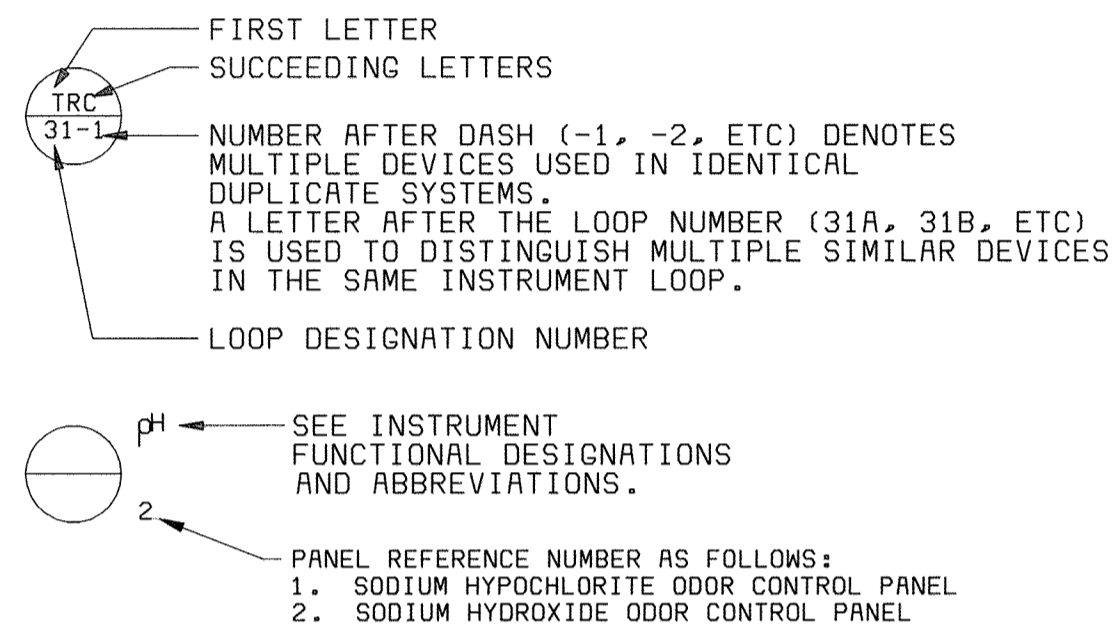 FIRST LETTER
SUCCEEDING LETTERS
TRC
31-1
NUMBER AFTER DASH (-1, -2, ETC) DENOTES
MULTIPLE DEVICES USED IN IDENTICAL
DUPLICATE SYSTEMS.
A LETTER AFTER THE LOOP NUMBER (31A, 31B, ETC)
IS USED TO DISTINGUISH MULTIPLE SIMILAR DEVICES
IN THE SAME INSTRUMENT LOOP.
LOOP DESIGNATION NUMBER
pH
SEE INSTRUMENT
FUNCTIONAL DESIGNATIONS
AND ABBREVIATIONS.
2
PANEL REFERENCE NUMBER AS FOLLOWS:
1. SODIUM HYPOCHLORITE ODOR CONTROL PANEL
2. SODIUM HYDROXIDE ODOR CONTROL PANEL